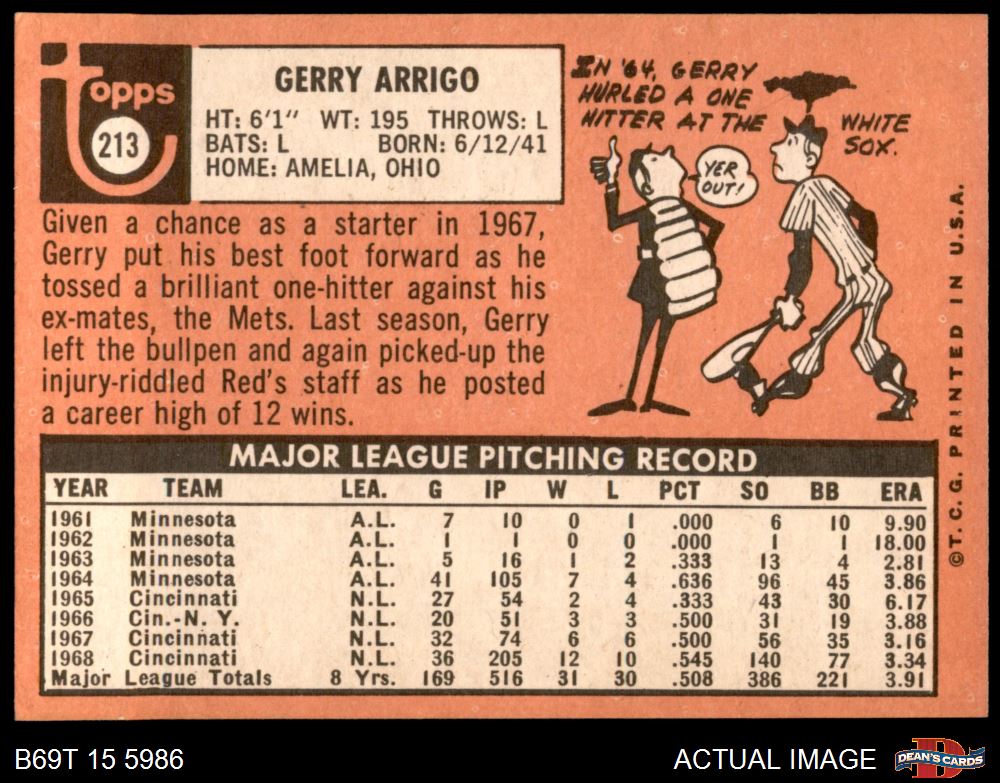 Topps
213
GERRY ARRIGO
HT: 6'1" WT: 195 THROWS: L
BATS: L BORN: 6/12/41
HOME: AMELIA, OHIO
Given a chance as a starter in 1967,
Gerry put his best foot forward as he
tossed a brilliant one-hitter against his
ex-mates, the Mets. Last season, Gerry
left the bullpen and again picked-up the
injury-riddled Red's staff as he posted
a career high of 12 wins.
IN '64, GERRY
HURLED A ONE
HITTER AT THE WHITE
SOX.
YER
OUT!
MAJOR LEAGUE PITCHING RECORD
YEAR TEAM LEA. G IP W L PCT SO BB ERA
1961 Minnesota A.L. 7 10 0 1 .000 6 10 9.90
1962 Minnesota A.L. 1 1 0 0 .000 1 1 18.00
1963 Minnesota A.L. 5 16 1 2 .333 13 4 2.81
1964 Minnesota A.L. 41 105 7 4 .636 96 45 3.86
1965 Cincinnati N.L. 27 54 2 4 .333 43 30 6.17
1966 Cin.-N. Y. N.L. 20 51 3 3 .500 31 19 3.88
1967 Cincinnati N.L. 32 74 6 6 .500 56 35 3.16
1968 Cincinnati N.L. 36 205 12 10 .545 140 77 3.34
Major League Totals 8 Yrs. 169 516 31 30 .508 386 221 3.91
© T. C. G. PRINTED IN U.S.A.
B69T 15 5986
ACTUAL IMAGE
D
DEAN'S CARDS